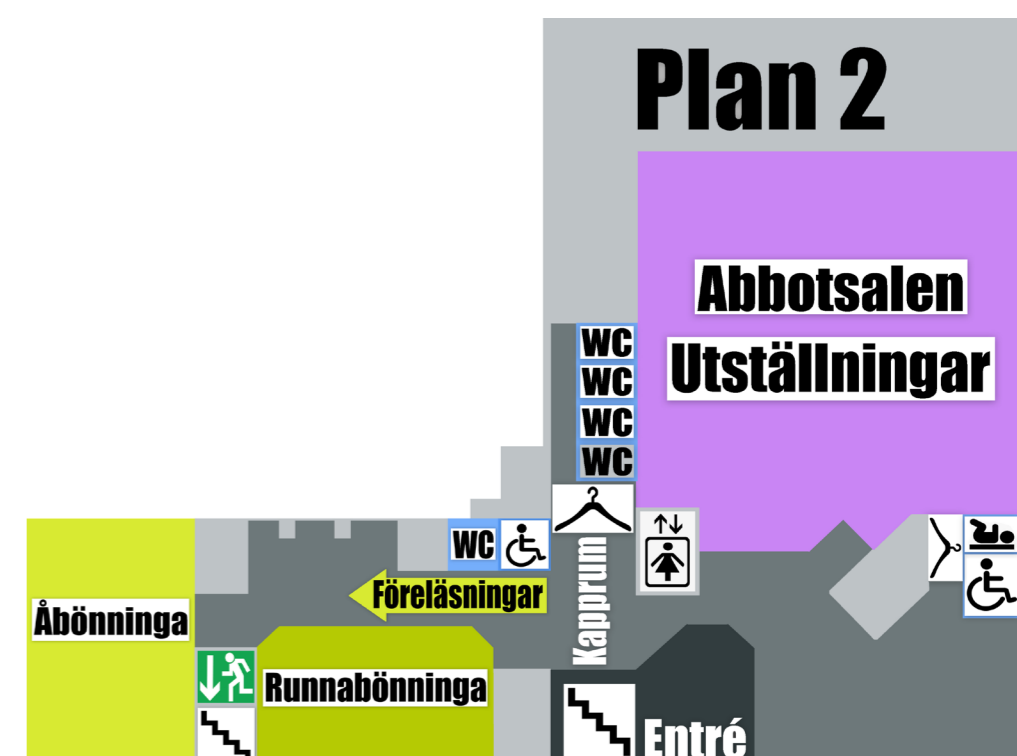 Plan 2
Abbotsalen
Utställningar
WC
WC
WC
WC
WC
Kapprum
Föreläsningar
Åbönninga
Runnabönninga
Entré